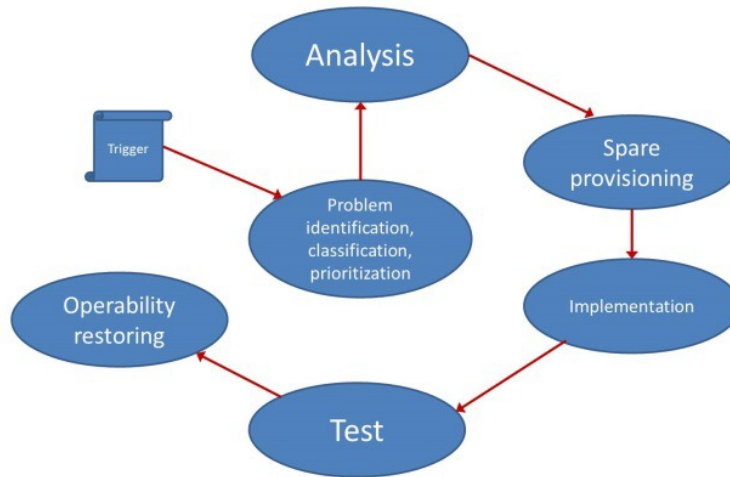 Analysis
Trigger
Spare
provisioning
Problem
identification,
classification,
prioritization
Operability
restoring
Implementation
Test